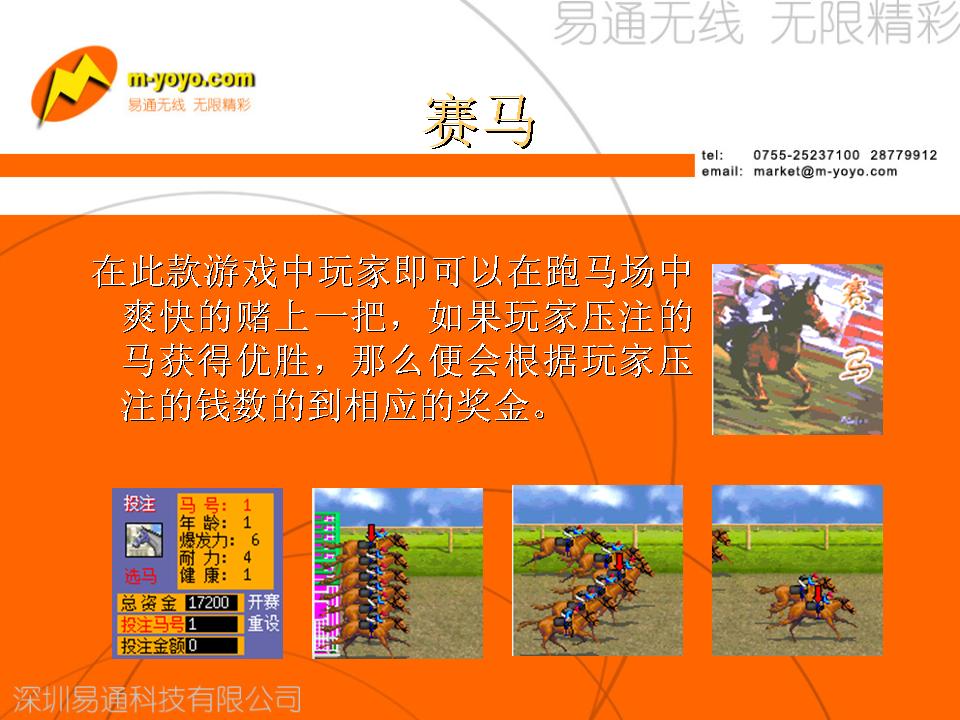 易通无线 无限精彩
m-yoyo.com
易通无线 无限精彩
赛马
tel: 0755-25237100 28779912
email: market@m-yoyo.com
在此款游戏中玩家即可以在跑马场中
爽快的赌上一把，如果玩家压注的
马获得优胜，那么便会根据玩家压
注的钱数的到相应的奖金。
赛
马
投注
马 号： 1
年 龄： 1
爆发力： 6
耐 力： 4
健 康： 1
选马
总 资 金 17200 开赛
投注马号 1 重设
投注金额 0
深圳易通科技有限公司